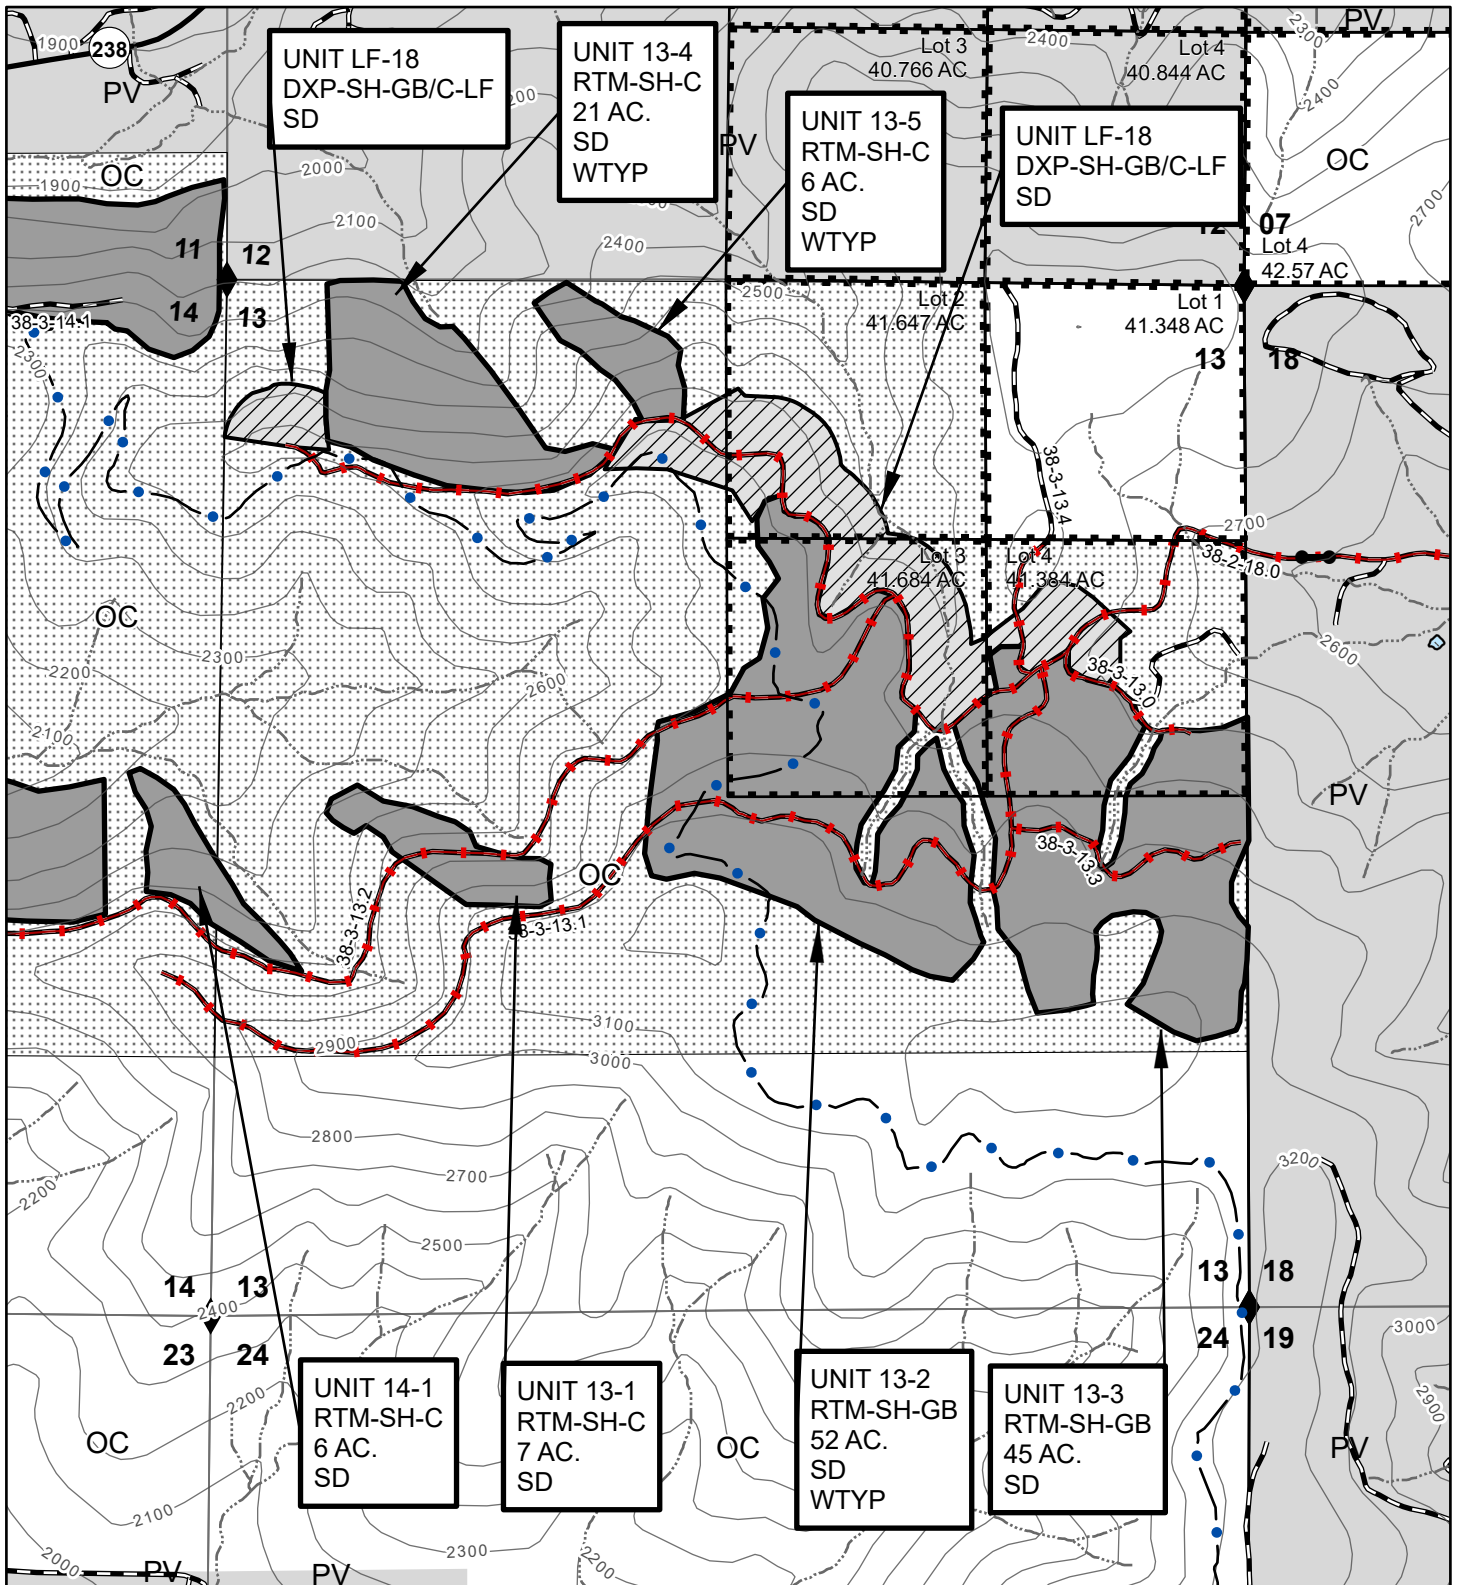 1900
238
PV
UNIT LF-18
DXP-SH-GB/C-LF
SD
UNIT 13-4
RTM-SH-C
21 AC.
SD
WTYP
Lot 3
40.766 AC
2400
Lot 4
40.844 AC
2300
PV
2400
UNIT 13-5
RTM-SH-C
6 AC.
SD
WTYP
UNIT LF-18
DXP-SH-GB/C-LF
SD
PV
OC
1900
OC
2000
2100
2400
2700
11
12
12
07
Lot 4
42.57 AC
14
13
2500
Lot 2
41.647 AC
Lot 1
41.348 AC
38-3-14.1
2300
13
18
38-3-13.4
2700
38-2-18.0
Lot 3
41.684 AC
Lot 4
41.384 AC
OC
2300
2200
2600
2600
38-3-13.0
2100
PV
38-3-13.3
OC
38-3-13.2
38-3-13.1
2900
3100
3000
2800
2700
2200
3200
2500
14
13
13
18
2400
23
24
24
19
3000
UNIT 14-1
RTM-SH-C
6 AC.
SD
UNIT 13-1
RTM-SH-C
7 AC.
SD
UNIT 13-2
RTM-SH-GB
52 AC.
SD
WTYP
UNIT 13-3
RTM-SH-GB
45 AC.
SD
2200
2900
OC
OC
PV
2100
2000
2300
2200
PV
PV